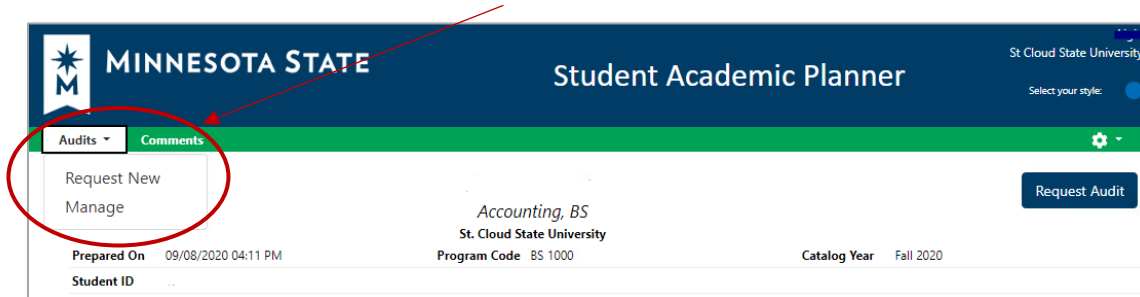 MINNESOTA STATE
Student Academic Planner
St Cloud State University
Select your style:
Audits Comments
Request New
Manage
Request Audit
Accounting, BS
St. Cloud State University
Prepared On 09/08/2020 04:11 PM Program Code BS 1000 Catalog Year Fall 2020
Student ID